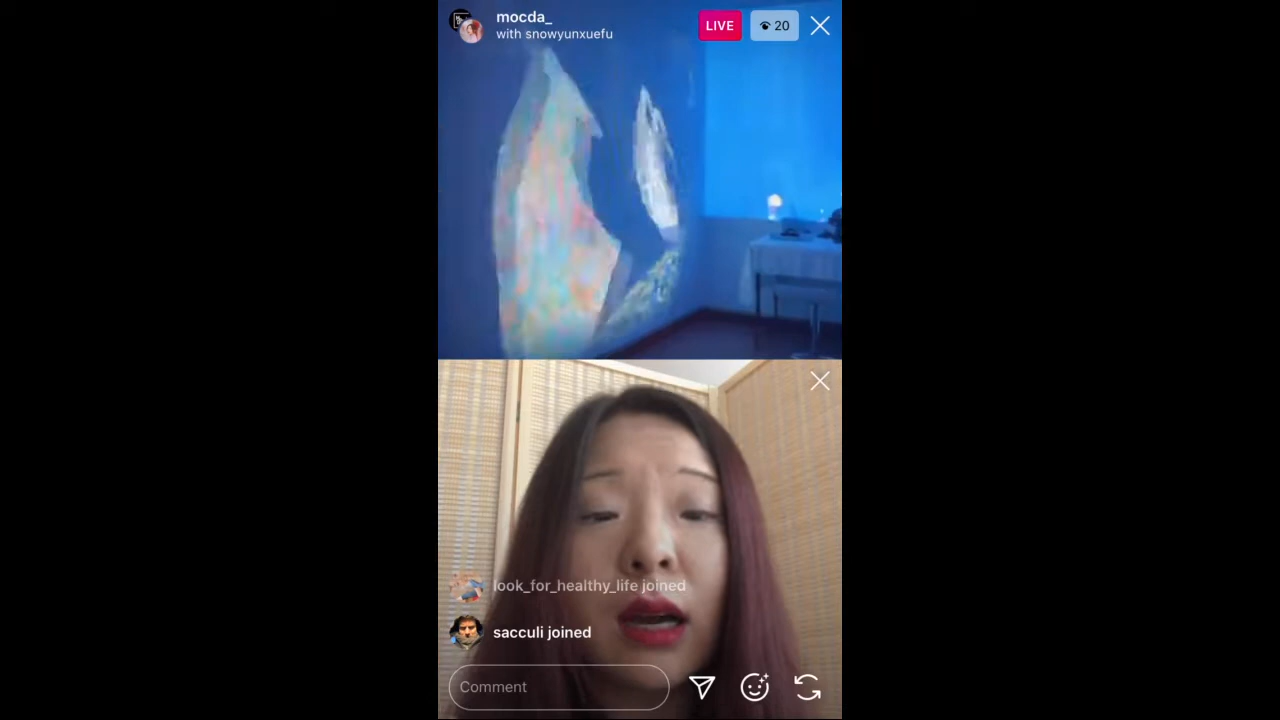 mocda_
with snowyunxuefu
LIVE
20
look_for_healthy_life joined
sacculi joined
Comment